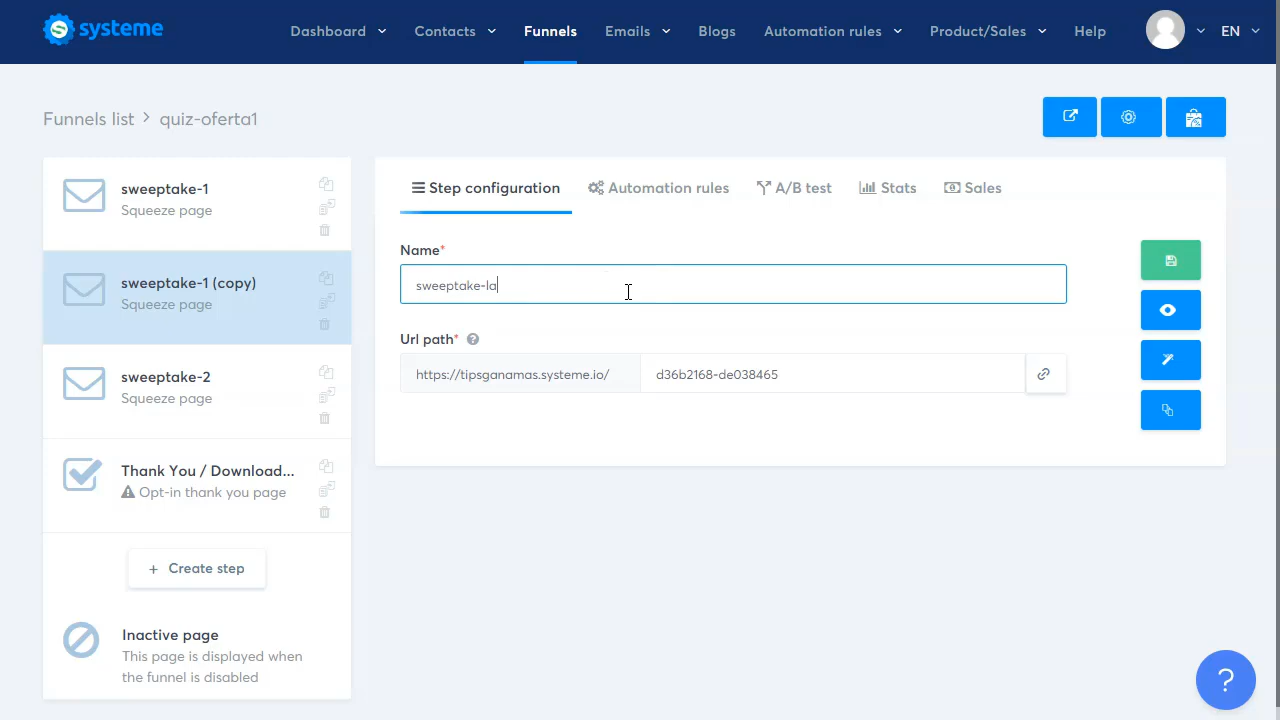 systeme
Dashboard Contacts Funnels Emails Blogs Automation rules Product/Sales Help EN
Funnels list > quiz-oferta1
sweeptake-1
Squeeze page
sweeptake-1 (copy)
Squeeze page
sweeptake-2
Squeeze page
Thank You / Download...
Opt-in thank you page
+ Create step
Inactive page
This page is displayed when
the funnel is disabled
Step configuration Automation rules A/B test Stats Sales
Name*
sweeptake-la
Url path* ?
https://tipsganamas.systeme.io/ d36b2168-de038465
?